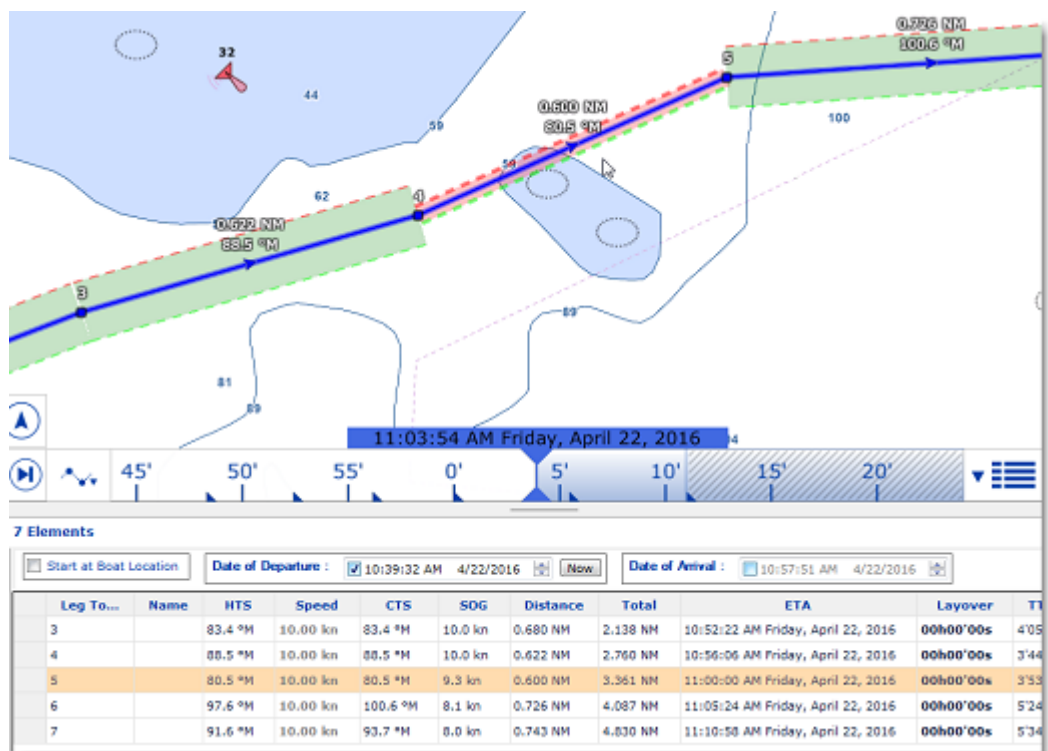 0.726 NM
100.6 °M
32
5
44
0.600 NM
80.5 °M
100
59
59
62
4
0.622 NM
88.5 °M
3
89
81
89
11:03:54 AM Friday, April 22, 2016
45' 50' 55' 0' 5' 10' 15' 20'
7 Elements
Start at Boat Location Date of Departure : 10:39:32 AM 4/22/2016 Now Date of Arrival : 10:57:51 AM 4/22/2016
Leg To... Name HTS Speed CTS SOG Distance Total ETA Layover
3 83.4 °M 10.00 kn 83.4 °M 10.0 kn 0.680 NM 2.138 NM 10:52:22 AM Friday, April 22, 2016 00h00'00s 4'05
4 88.5 °M 10.00 kn 88.5 °M 10.0 kn 0.622 NM 2.760 NM 10:56:06 AM Friday, April 22, 2016 00h00'00s 3'44
5 80.5 °M 10.00 kn 80.5 °M 9.3 kn 0.600 NM 3.361 NM 11:00:00 AM Friday, April 22, 2016 00h00'00s 3'53
6 97.6 °M 10.00 kn 100.6 °M 8.1 kn 0.726 NM 4.087 NM 11:05:24 AM Friday, April 22, 2016 00h00'00s 5'24
7 91.6 °M 10.00 kn 93.7 °M 8.0 kn 0.743 NM 4.830 NM 11:10:58 AM Friday, April 22, 2016 00h00'00s 5'34